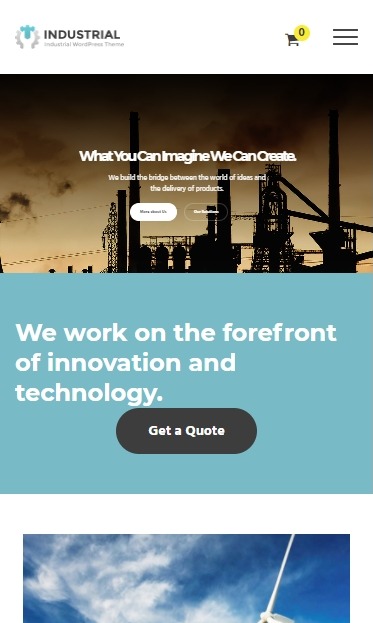 INDUSTRIAL
Industrial WordPress Theme
0
What You Can Imagine We Can Create.
We build the bridge between the world of ideas and
the delivery of products.
More about Us
Our Solutions
We work on the forefront
of innovation and
technology.
Get a Quote